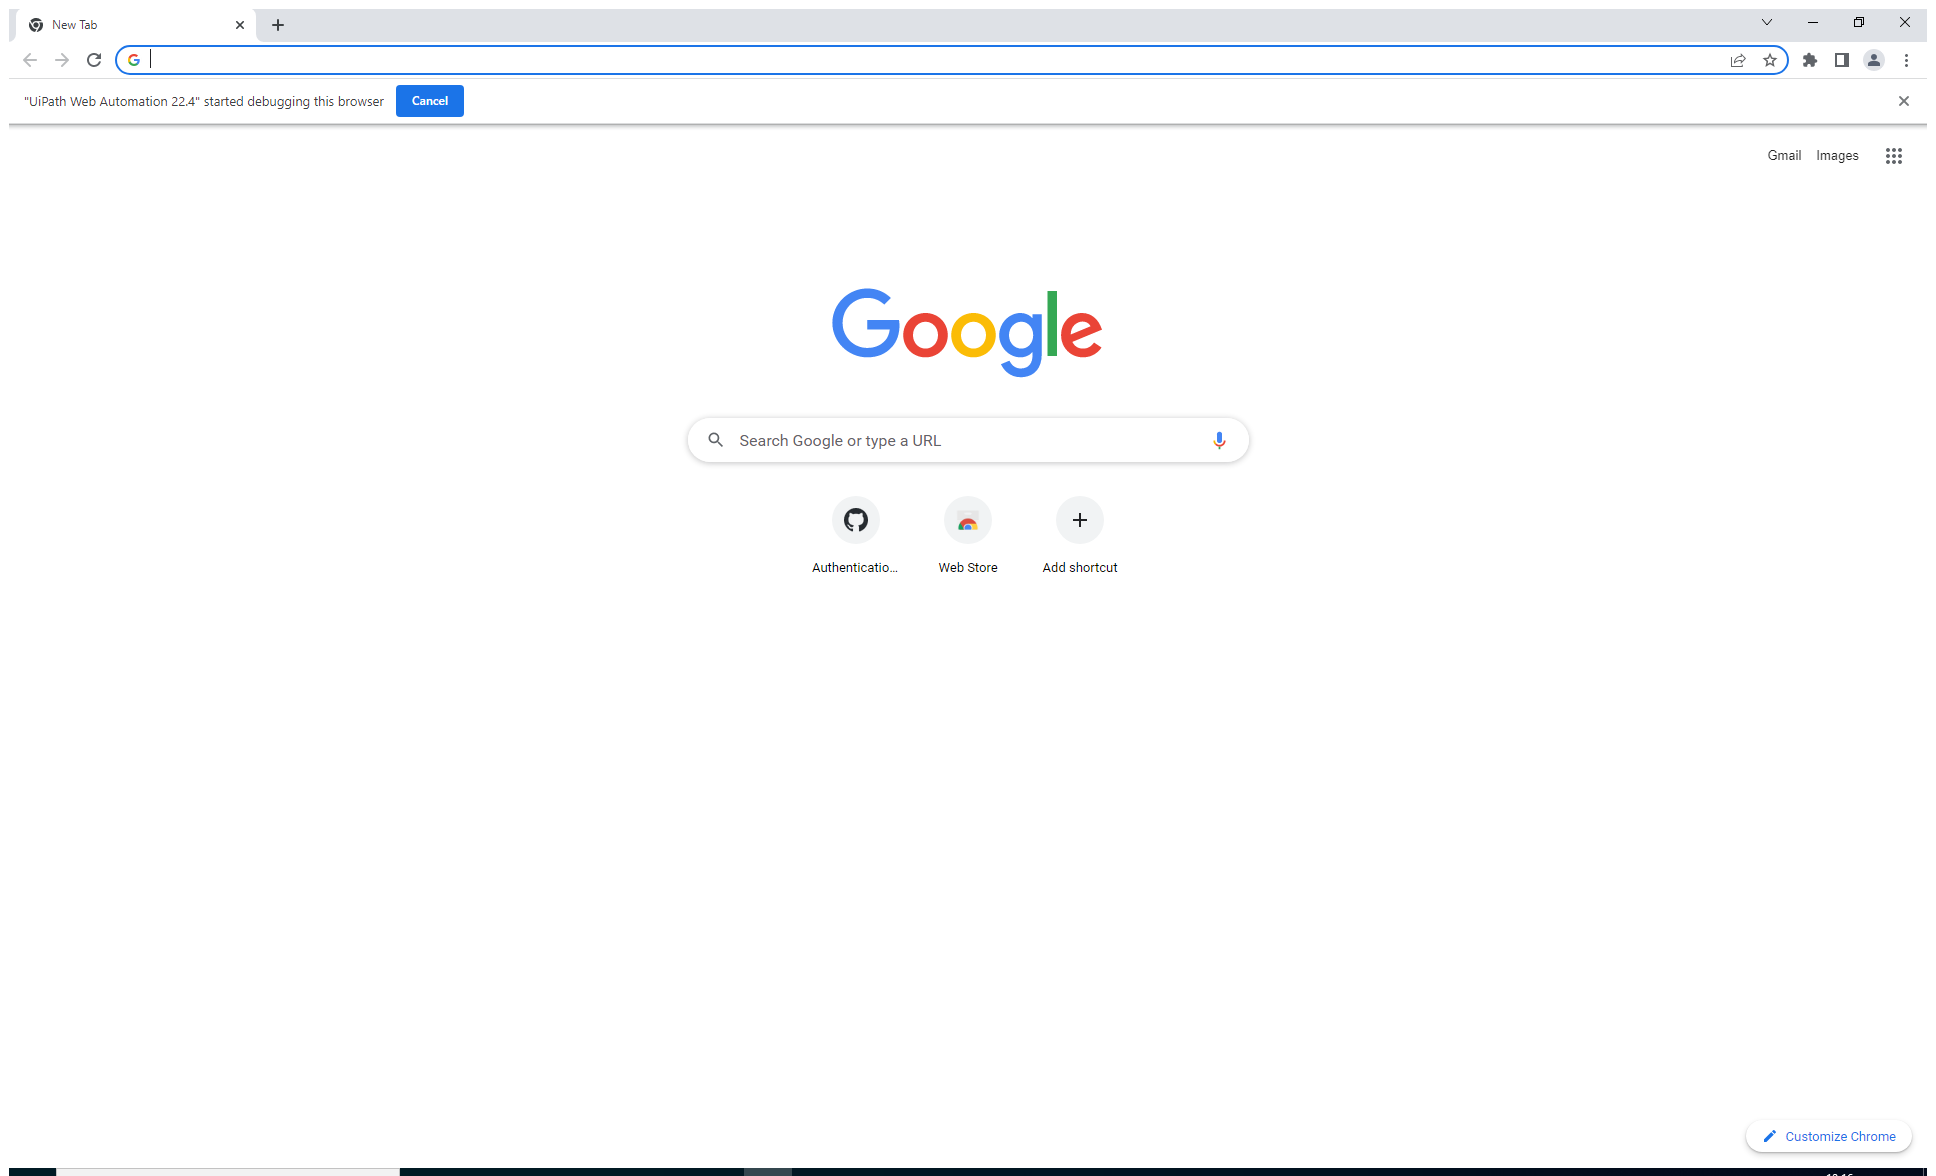 New Tab
"UiPath Web Automation 22.4" started debugging this browser
Cancel
Gmail
Images
Google
Search Google or type a URL
Authenticatio...
Web Store
Add shortcut
Customize Chrome